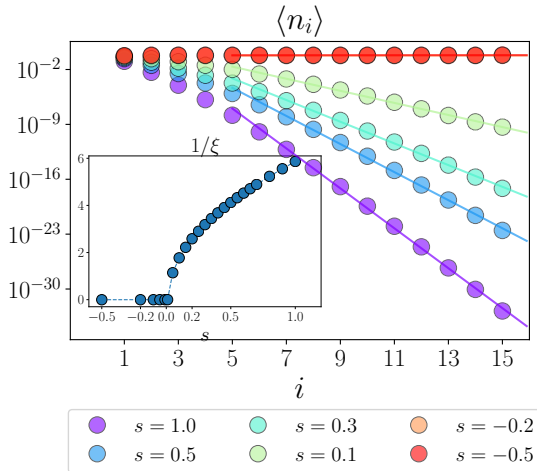 ⟨n_i⟩
10^{-2}
10^{-9}
10^{-16}
10^{-23}
10^{-30}
1/ξ
6
4
2
0
−0.5 −0.2 0.0 0.5 1.0
s
1 3 5 7 9 11 13 15
i
s = 1.0 s = 0.3 s = −0.2
s = 0.5 s = 0.1 s = −0.5